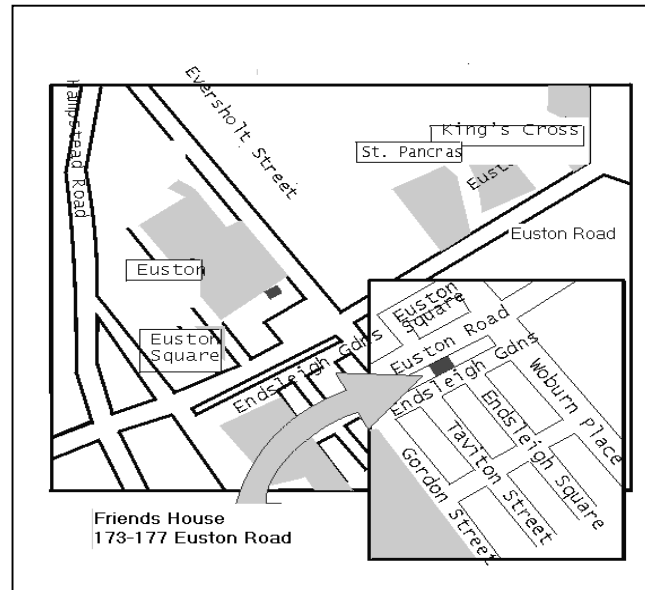 Hampstead Road
Eversholt Street
King's Cross
St. Pancras
Eust
Euston Road
Euston
Euston
Square
Endsleigh Gdns
Euston
Square
Euston Road
Endsleigh Gdns
Woburn Place
Endsleigh Square
Taviton Street
Gordon Street
Friends House
173-177 Euston Road